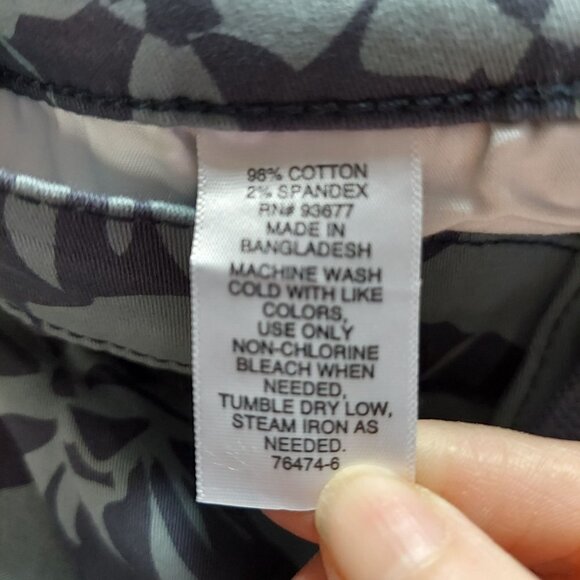 98% COTTON
2% SPANDEX
RN# 93677
MADE IN
BANGLADESH
MACHINE WASH
COLD WITH LIKE
COLORS,
USE ONLY
NON-CHLORINE
BLEACH WHEN
NEEDED,
TUMBLE DRY LOW,
STEAM IRON AS
NEEDED.
76474-6